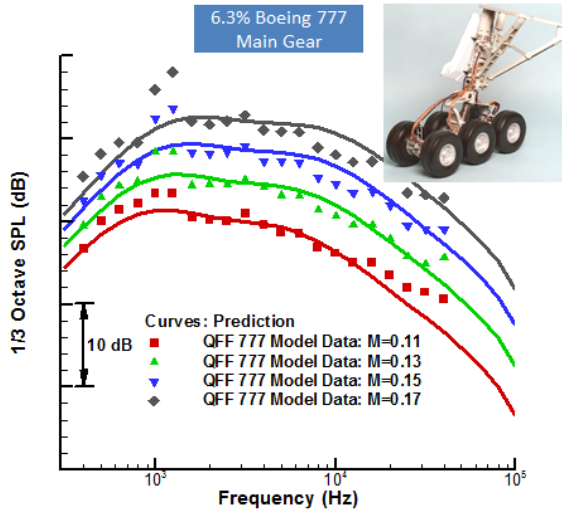 6.3% Boeing 777
Main Gear
1/3 Octave SPL (dB)
10 dB
Curves: Prediction
QFF 777 Model Data: M=0.11
QFF 777 Model Data: M=0.13
QFF 777 Model Data: M=0.15
QFF 777 Model Data: M=0.17
10³ 10⁴ 10⁵
Frequency (Hz)